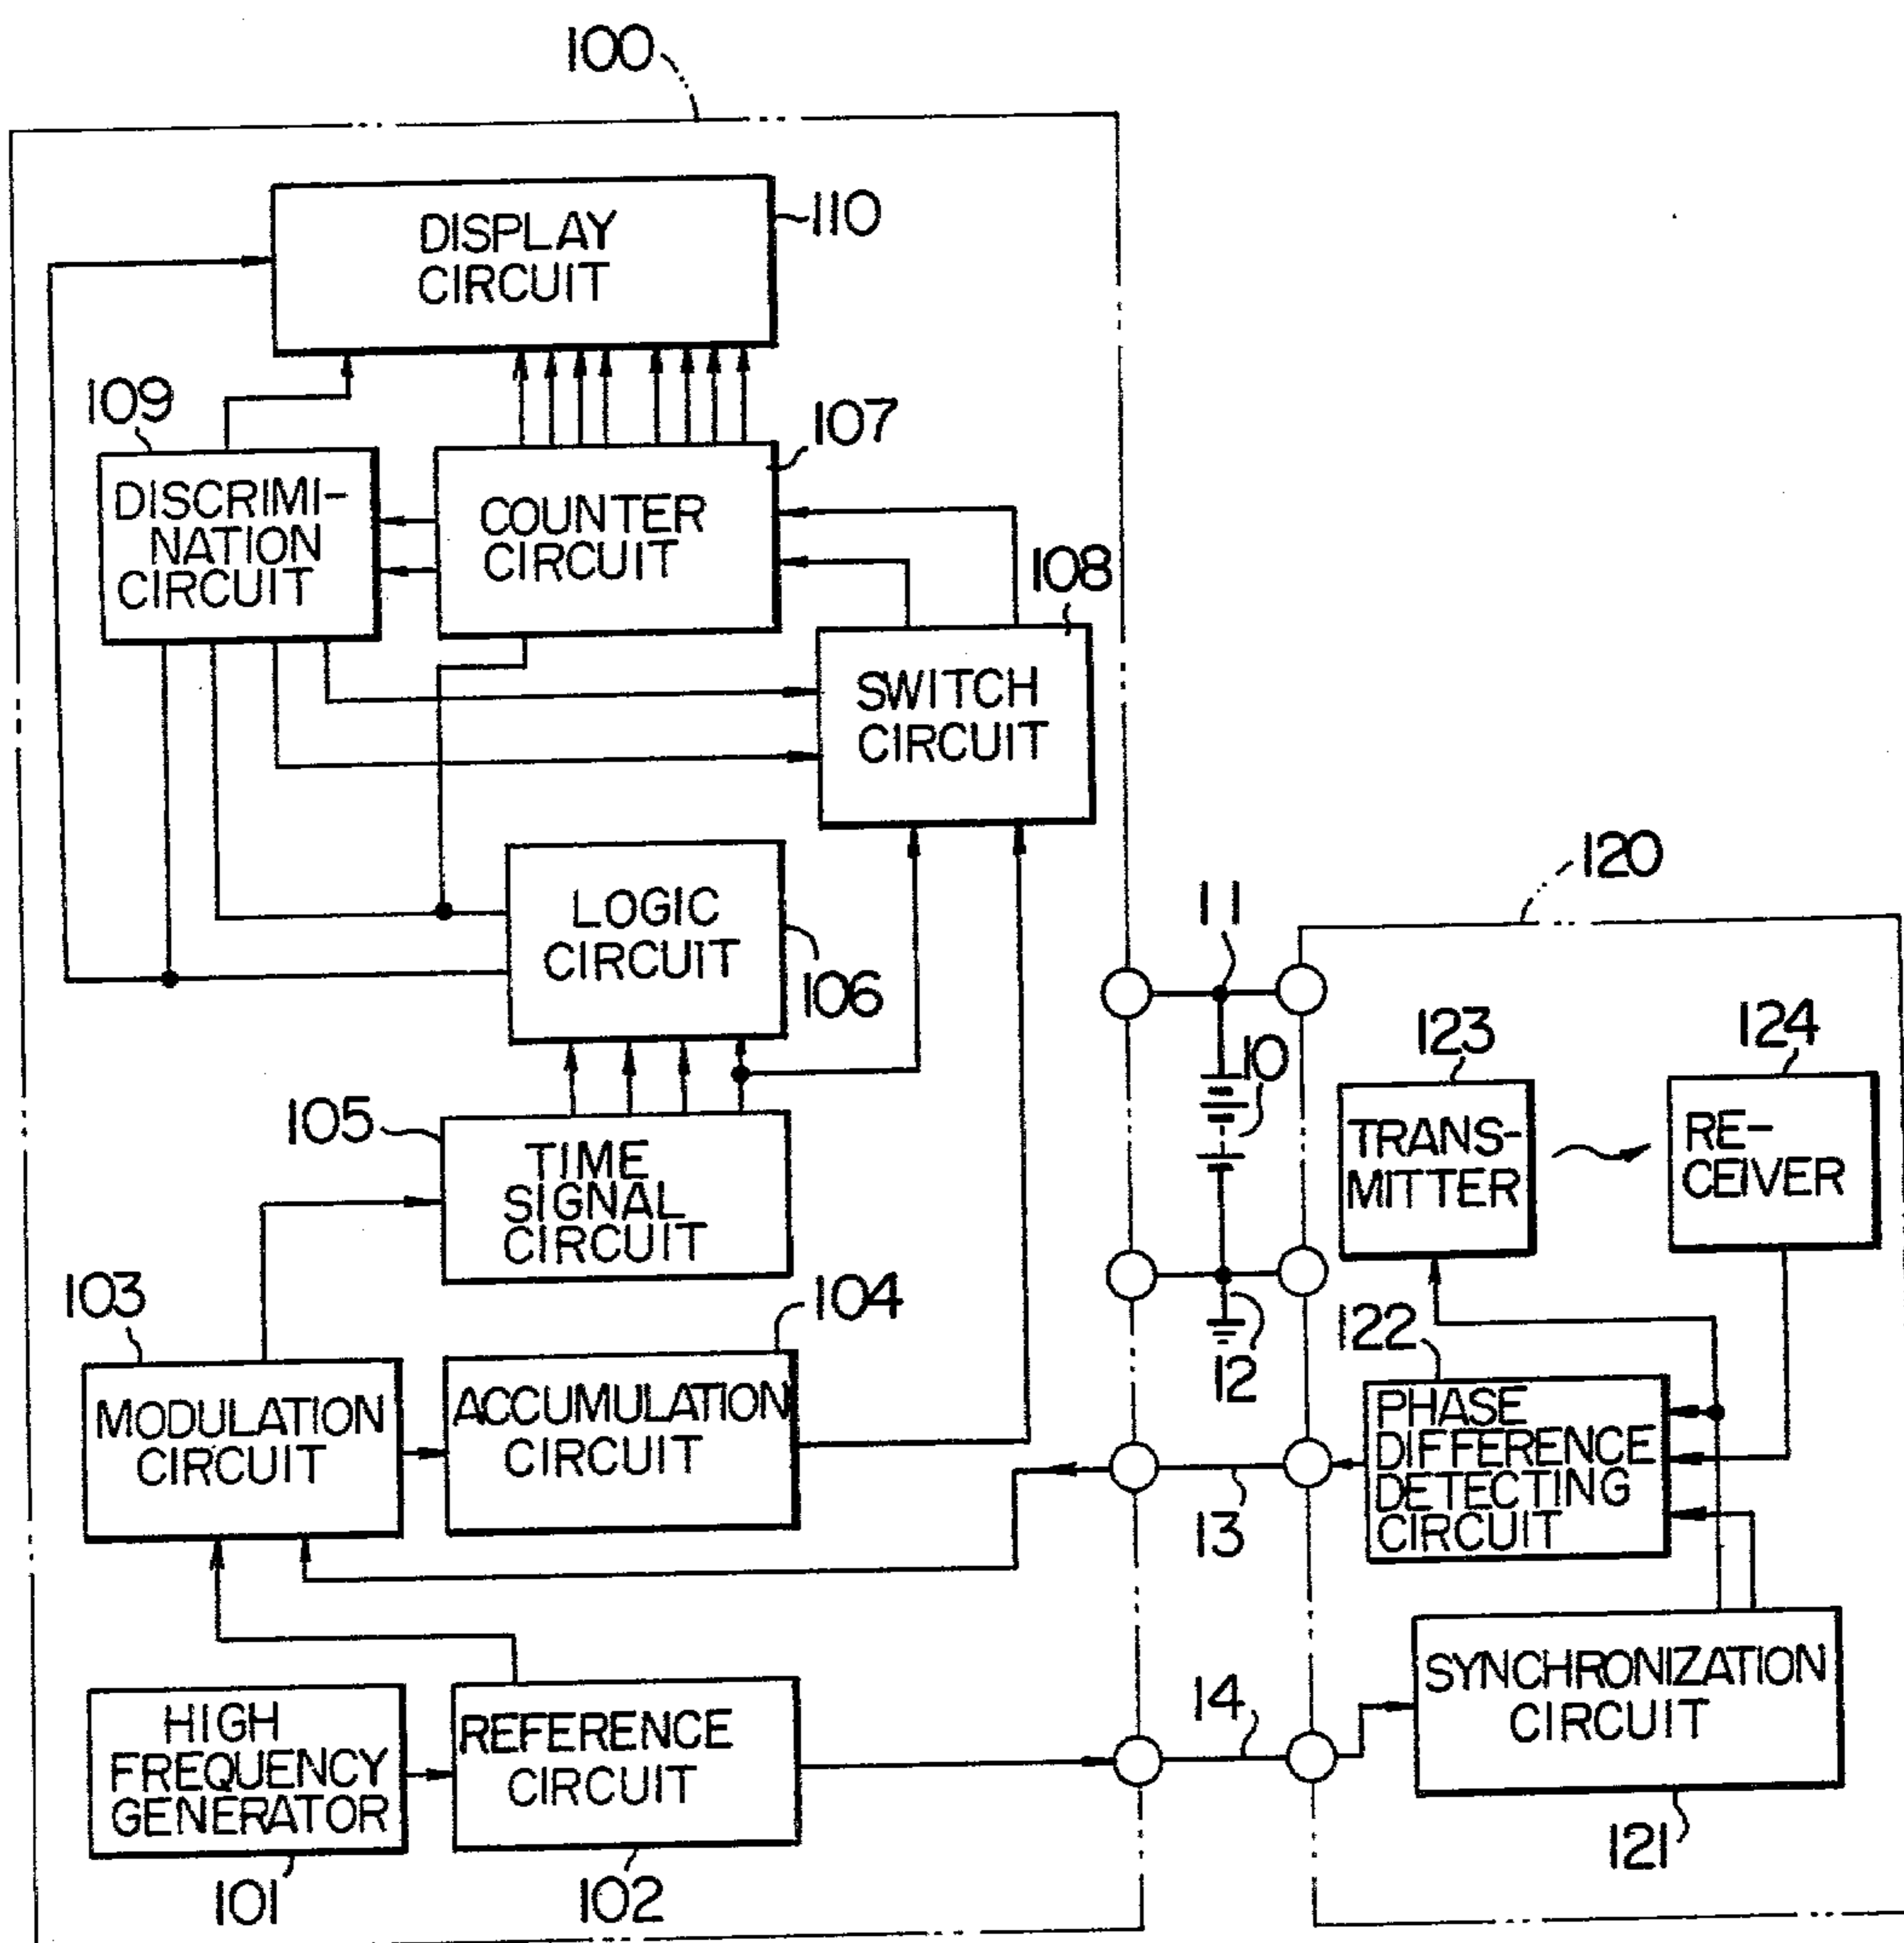 100
DISPLAY
CIRCUIT
110
109
107
DISCRIMI-
NATION
CIRCUIT
COUNTER
CIRCUIT
108
SWITCH
CIRCUIT
LOGIC
CIRCUIT
106
11
120
10
123
124
TRANS-
MITTER
RE-
CEIVER
105
TIME
SIGNAL
CIRCUIT
103
104
12
122
MODULATION
CIRCUIT
ACCUMULATION
CIRCUIT
PHASE
DIFFERENCE
DETECTING
CIRCUIT
13
HIGH
FREQUENCY
GENERATOR
REFERENCE
CIRCUIT
14
SYNCHRONIZATION
CIRCUIT
101
102
121